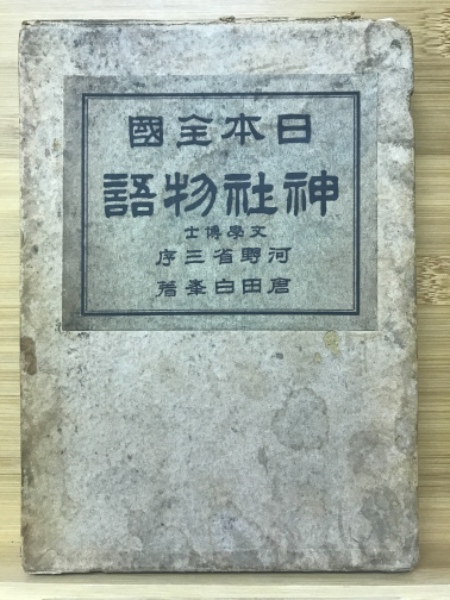 日本全國
神社物語
文學博士
河野省三序
倉田白峯著